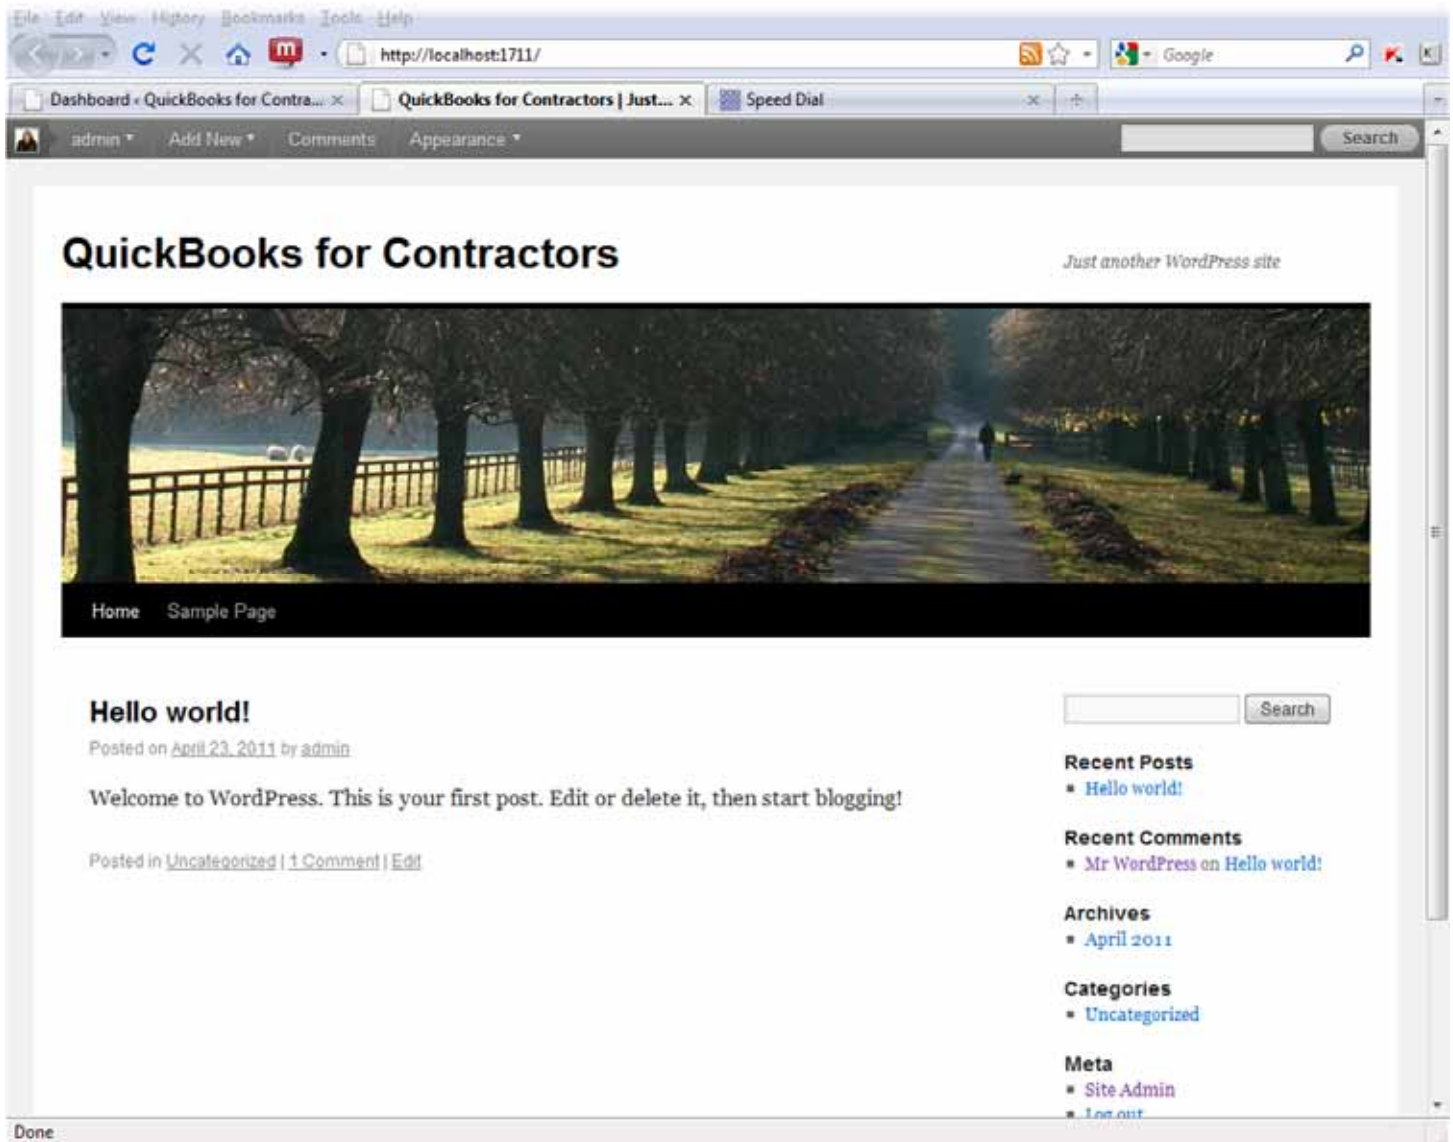 File Edit View History Bookmarks Tools Help
m http://localhost:1711/ Google K
Dashboard ‹ QuickBooks for Contra... × QuickBooks for Contractors | Just... × Speed Dial ×
admin Add New Comments Appearance Search
QuickBooks for Contractors
Just another WordPress site
Home Sample Page
Hello world!
Posted on April 23, 2011 by admin
Welcome to WordPress. This is your first post. Edit or delete it, then start blogging!
Posted in Uncategorized | 1 Comment | Edit
Search
Recent Posts
Hello world!
Recent Comments
Mr WordPress on Hello world!
Archives
April 2011
Categories
Uncategorized
Meta
Site Admin
Log out
Done